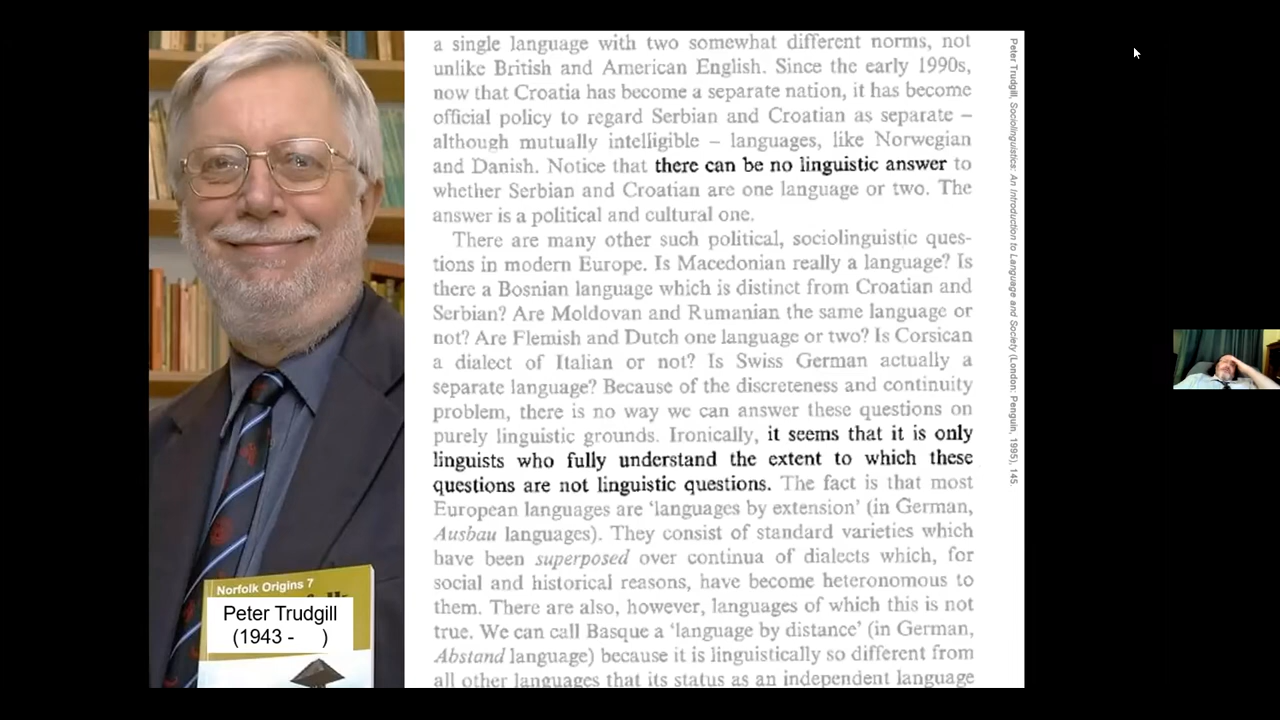 a single language with two somewhat different norms, not
unlike British and American English. Since the early 1990s,
now that Croatia has become a separate nation, it has become
official policy to regard Serbian and Croatian as separate –
although mutually intelligible – languages, like Norwegian
and Danish. Notice that there can be no linguistic answer to
whether Serbian and Croatian are one language or two. The
answer is a political and cultural one.
There are many other such political, sociolinguistic ques-
tions in modern Europe. Is Macedonian really a language? Is
there a Bosnian language which is distinct from Croatian and
Serbian? Are Moldovan and Rumanian the same language or
not? Are Flemish and Dutch one language or two? Is Corsican
a dialect of Italian or not? Is Swiss German actually a
separate language? Because of the discreteness and continuity
problem, there is no way we can answer these questions on
purely linguistic grounds. Ironically, it seems that it is only
linguists who fully understand the extent to which these
questions are not linguistic questions. The fact is that most
European languages are ‘languages by extension’ (in German,
Ausbau languages). They consist of standard varieties which
have been superposed over continua of dialects which, for
social and historical reasons, have become heteronomous to
them. There are also, however, languages of which this is not
true. We can call Basque a ‘language by distance’ (in German,
Abstand language) because it is linguistically so different from
all other languages that its status as an independent language
Peter Trudgill, Sociolinguistics: An Introduction to Language and Society (London: Penguin, 1995), 145.
Norfolk Origins 7
Peter Trudgill
(1943 - )